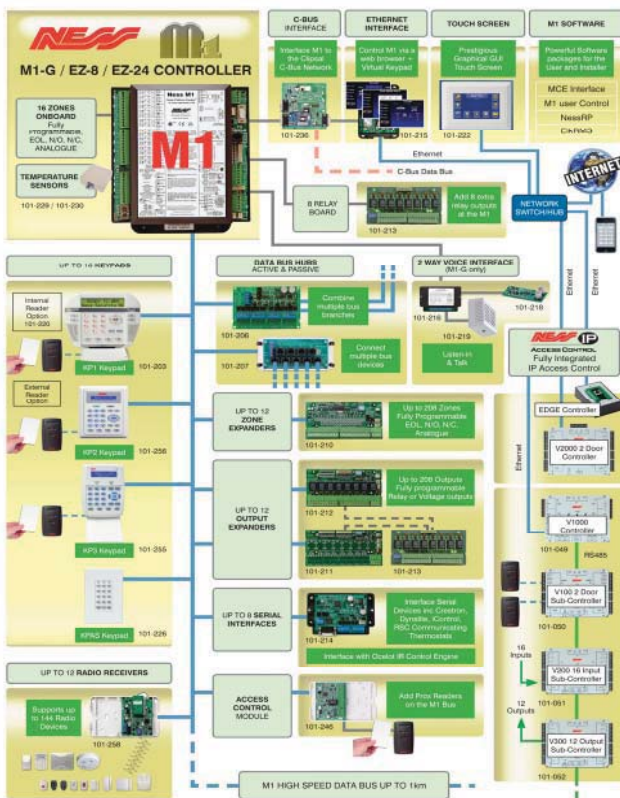 NESS M1
M1-G / EZ-8 / EZ-24 CONTROLLER
16 ZONES
ONBOARD
Fully
Programmable,
EOL, N/O, N/C,
ANALOGUE
TEMPERATURE
SENSORS
101-229 / 101-230
Ness M1
M1
C-BUS
INTERFACE
Interface M1 to
the Clipsal
C-Bus Network
101-236
ETHERNET
INTERFACE
Control M1 via a
web browser +
Virtual Keypad
101-215
TOUCH SCREEN
Prestigious
Graphical GUI
Touch Screen
101-222
M1 SOFTWARE
Powerful Software
packages for the
User and Installer
MCE Interface
M1 user Control
NessRP
Ethernet
C-Bus Data Bus
INTERNET
NETWORK
SWITCH/HUB
8 RELAY
BOARD
101-213
Add 8 extra
relay outputs
at the M1
UP TO 16 KEYPADS
Internal
Reader
Option
101-220
101-203
KP1 Keypad
External
Reader
Option
KP2 Keypad
101-256
KP3 Keypad
101-255
KPAS Keypad
101-226
DATA BUS HUBS
ACTIVE & PASSIVE
101-206
Combine
multiple bus
branches
101-207
Connect
multiple bus
devices
2 WAY VOICE INTERFACE
(M1-G only)
101-216
101-218
101-219
Listen-in
& Talk
Ethernet
Ethernet
NESS IP
ACCESS CONTROL
Fully Integrated
IP Access Control
EDGE Controller
V2000 2 Door
Controller
Ethernet
V1000
Controller
101-049
RS485
V100 2 Door
Sub-Controller
101-050
16
Inputs
V200 16 Input
Sub-Controller
101-051
12
Outputs
V300 12 Output
Sub-Controller
101-052
UP TO 12
ZONE
EXPANDERS
101-210
Up to 208 Zones
Fully Programmable
EOL, N/O, N/C,
Analogue
UP TO 12
OUTPUT
EXPANDERS
101-212
Up to 208 Outputs
Fully programmable
Relay or Voltage outputs
101-211
101-213
UP TO 8 SERIAL
INTERFACES
101-214
Interface Serial
Devices inc Crestron,
Dynalite, iControl,
RSC Communicating
Thermostats
Interface with Ocelot IR Control Engine
UP TO 12 RADIO RECEIVERS
Supports up
to 144 Radio
Devices
101-258
ACCESS
CONTROL
MODULE
101-246
Add Prox Readers
on the M1 Bus
M1 HIGH SPEED DATA BUS UP TO 1km